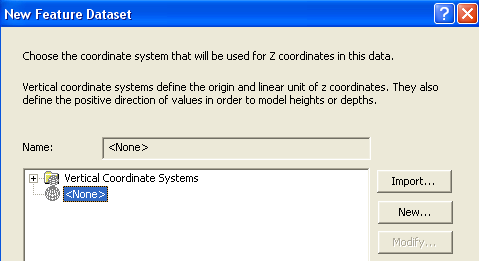 New Feature Dataset
Choose the coordinate system that will be used for Z coordinates in this data.
Vertical coordinate systems define the origin and linear unit of z coordinates. They also
define the positive direction of values in order to model heights or depths.
Name: <None>
Vertical Coordinate Systems
<None>
Import...
New...
Modify...